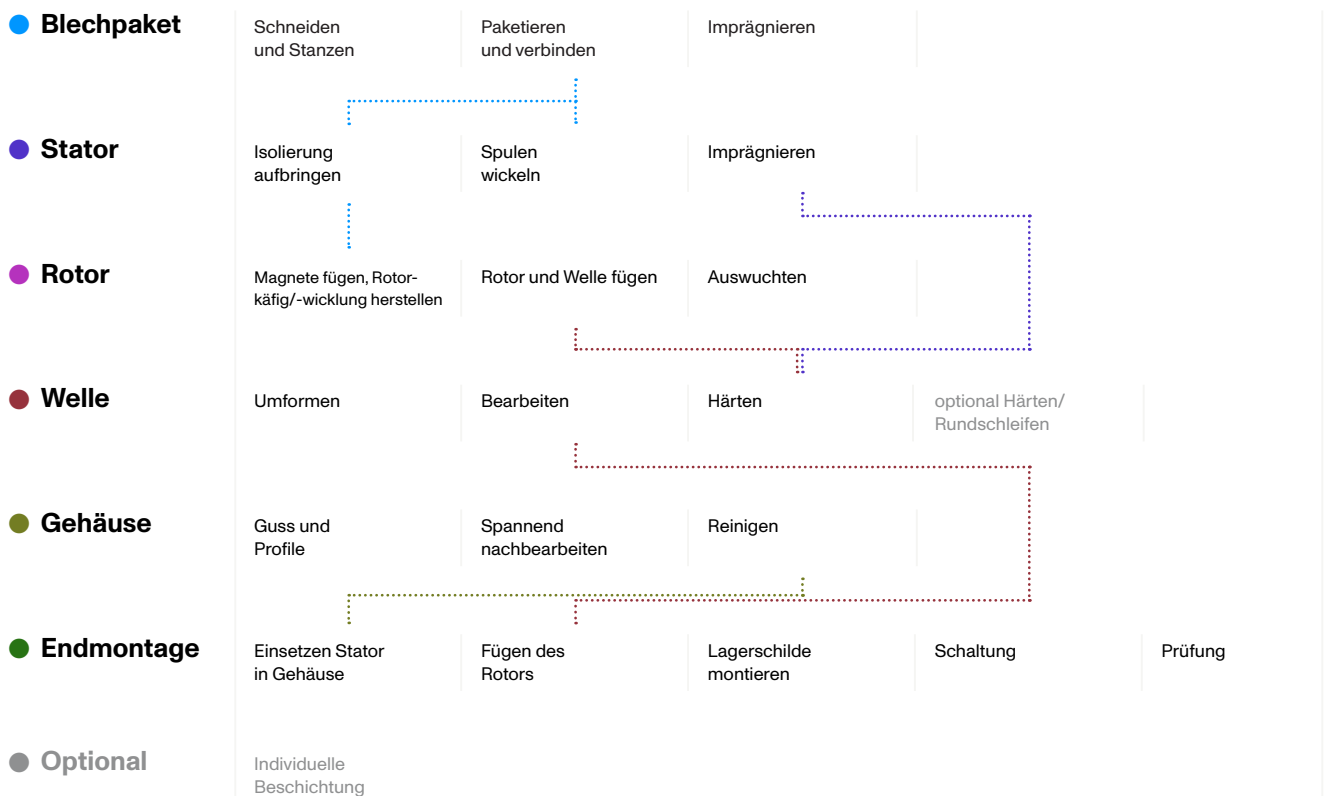 Blechpaket
Schneiden
und Stanzen
Paketieren
und verbinden
Imprägnieren
Stator
Isolierung
aufbringen
Spulen
wickeln
Imprägnieren
Rotor
Magnete fügen, Rotor-
käfig/-wicklung herstellen
Rotor und Welle fügen
Auswuchten
Welle
Umformen
Bearbeiten
Härten
optional Härten/
Rundschleifen
Gehäuse
Guss und
Profile
Spannend
nachbearbeiten
Reinigen
Endmontage
Einsetzen Stator
in Gehäuse
Fügen des
Rotors
Lagerschilde
montieren
Schaltung
Prüfung
Optional
Individuelle
Beschichtung